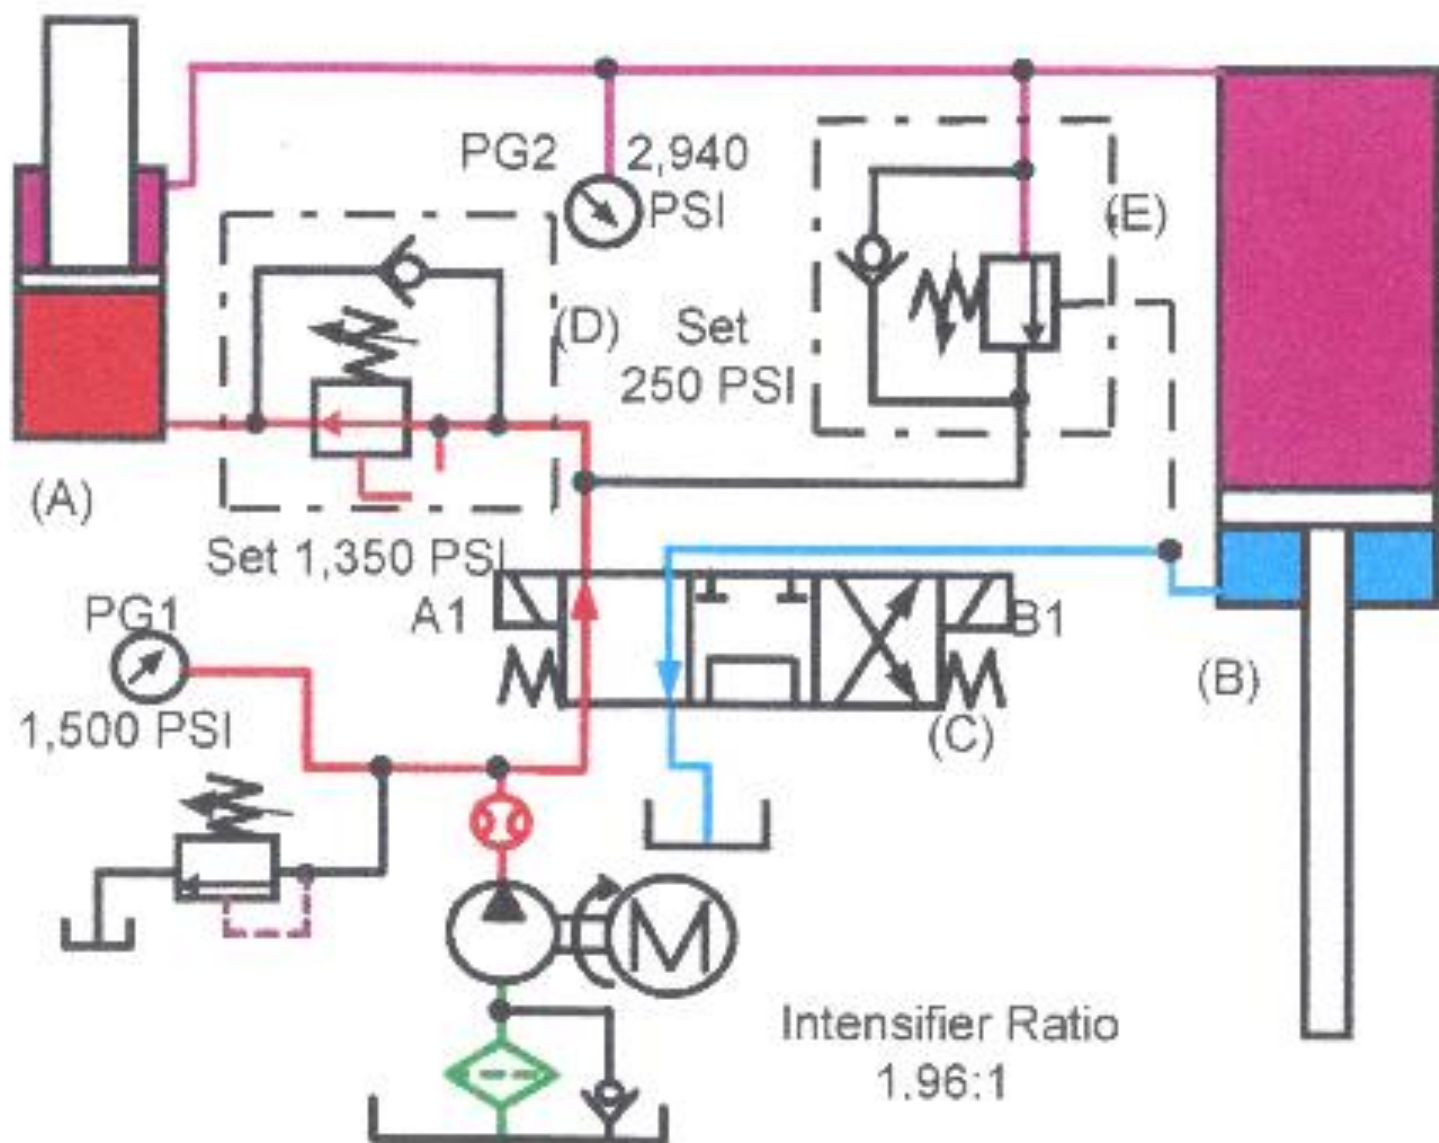 PG2
2,940
PSI
(E)
(D)
Set
250 PSI
(A)
Set 1,350 PSI
PG1
A1
B1
(B)
1,500 PSI
(C)
M
Intensifier Ratio
1.96:1